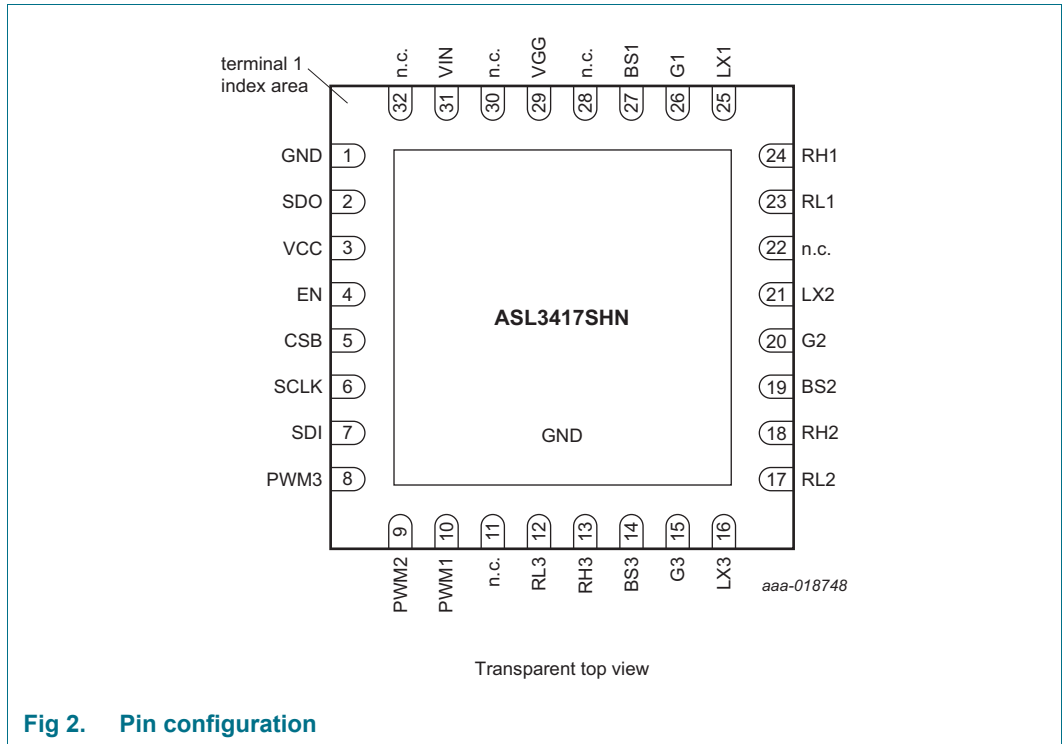 terminal 1
index area
n.c.
VIN
n.c.
VGG
n.c.
BS1
G1
LX1
32
31
30
29
28
27
26
25
GND 1
SDO 2
VCC 3
EN 4
CSB 5
SCLK 6
SDI 7
PWM3 8
24 RH1
23 RL1
22 n.c.
21 LX2
20 G2
19 BS2
18 RH2
17 RL2
ASL3417SHN
GND
9
10
11
12
13
14
15
16
PWM2
PWM1
n.c.
RL3
RH3
BS3
G3
LX3
aaa-018748
Transparent top view
Fig 2. Pin configuration